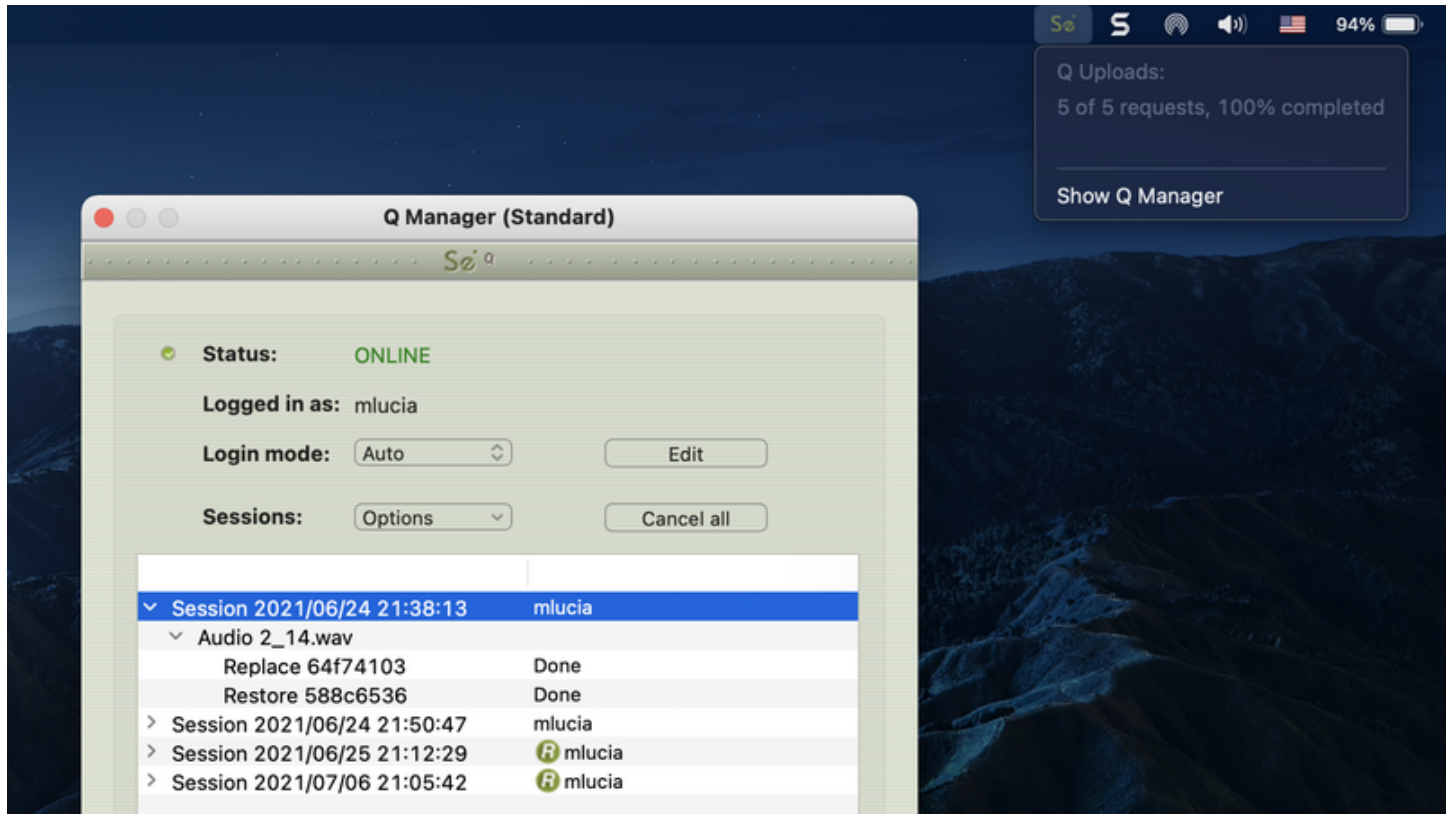 94%
Q Uploads:
5 of 5 requests, 100% completed
Show Q Manager
Q Manager (Standard)
Se Q
Status: ONLINE
Logged in as: mlucia
Login mode: Auto Edit
Sessions: Options Cancel all
Session 2021/06/24 21:38:13 mlucia
Audio 2_14.wav
Replace 64f74103 Done
Restore 588c6536 Done
Session 2021/06/24 21:50:47 mlucia
Session 2021/06/25 21:12:29 R mlucia
Session 2021/07/06 21:05:42 R mlucia